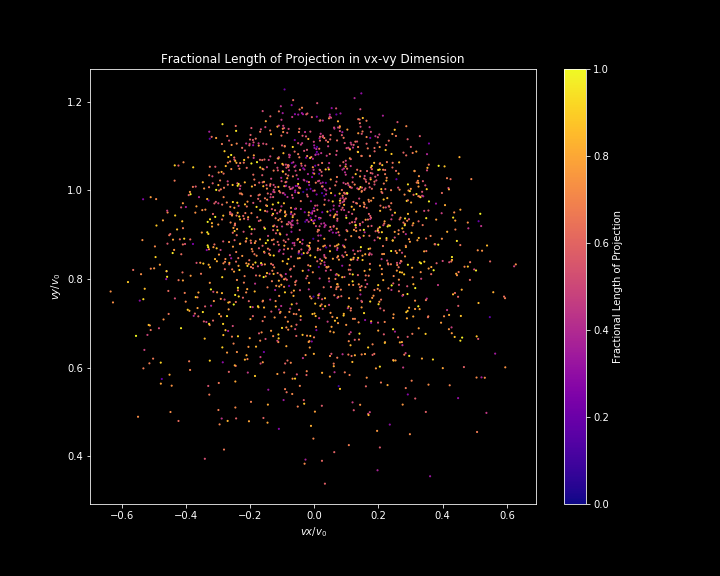 Fractional Length of Projection in vx-vy Dimension
1.2
1.0
0.8
0.6
0.4
vy/v₀
−0.6 −0.4 −0.2 0.0 0.2 0.4 0.6
vx/v₀
1.0
0.8
0.6
0.4
0.2
0.0
Fractional Length of Projection